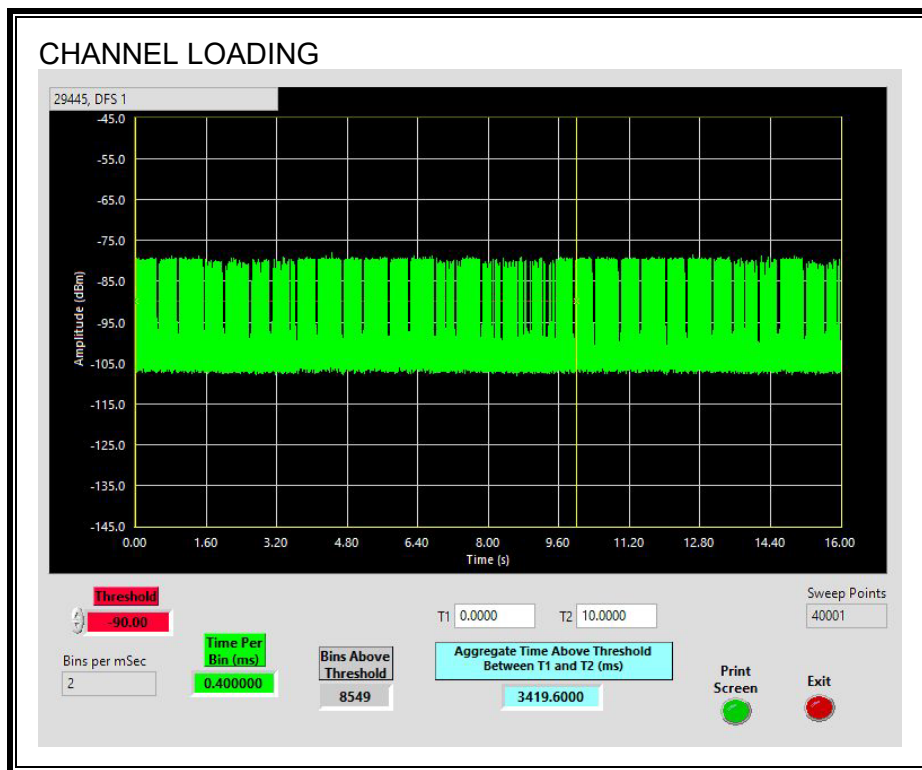 CHANNEL LOADING
29445, DFS 1
-45.0
-55.0
-65.0
-75.0
-85.0
-95.0
-105.0
-115.0
-125.0
-135.0
-145.0
Amplitude (dBm)
0.00 1.60 3.20 4.80 6.40 8.00 9.60 11.20 12.80 14.40 16.00
Time (s)
Threshold
-90.00
Bins per mSec
2
Time Per
Bin (ms)
0.400000
Bins Above
Threshold
8549
T1 0.0000 T2 10.0000
Aggregate Time Above Threshold
Between T1 and T2 (ms)
3419.6000
Sweep Points
40001
Print
Screen
Exit